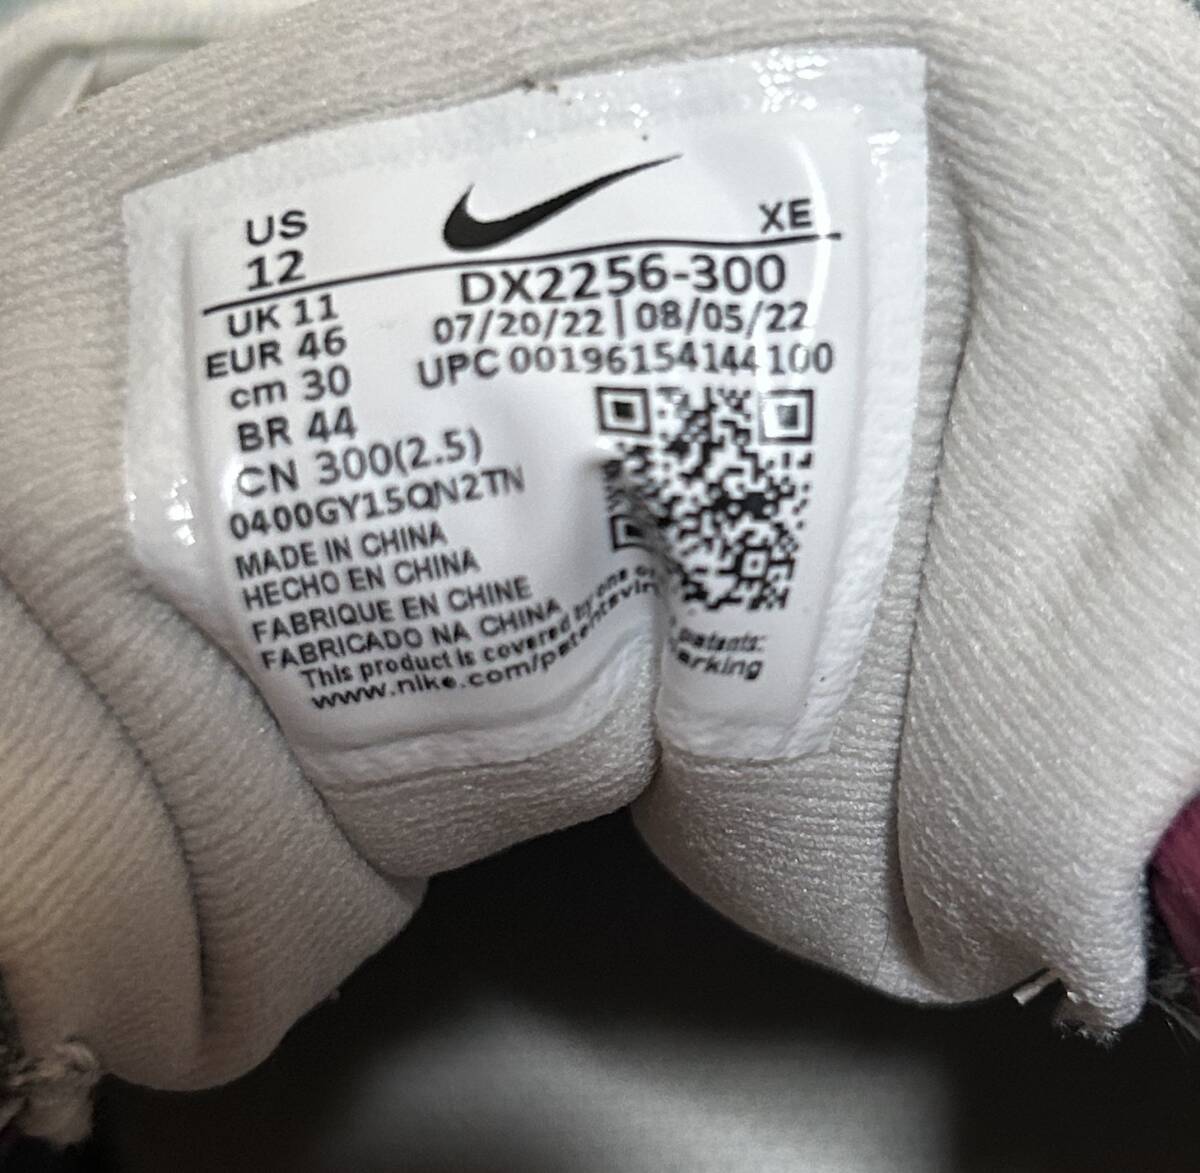 US
12
XE
UK 11
EUR 46
cm 30
BR 44
CN 300(2.5)
0400GY15QN2TN
DX2256-300
07/20/22 | 08/05/22
UPC 00196154144100
MADE IN CHINA
HECHO EN CHINA
FABRIQUE EN CHINE
FABRICADO NA CHINA
This product is covered by one patents:
www.nike.com/patent